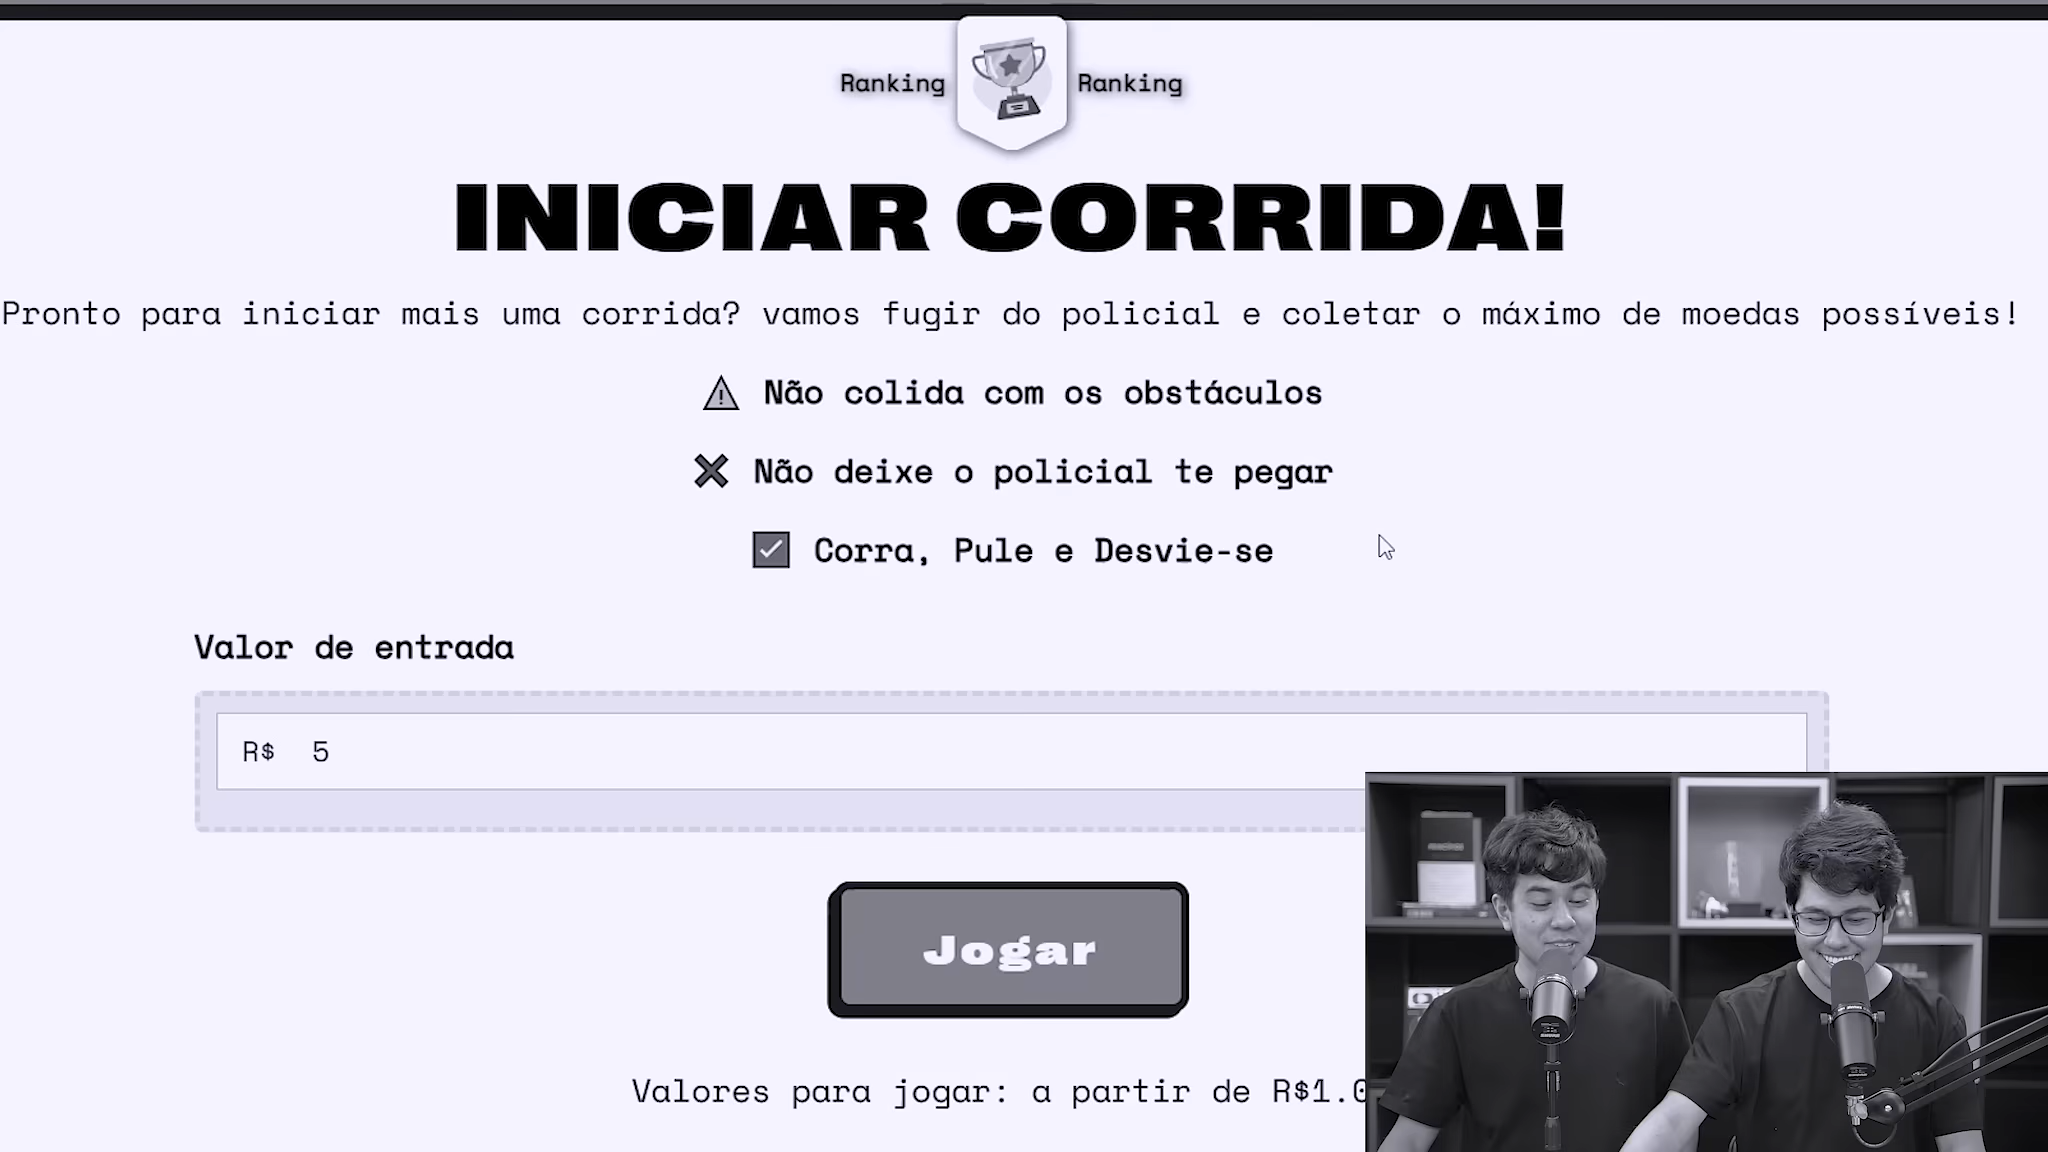 Ranking Ranking
INICIAR CORRIDA!
Pronto para iniciar mais uma corrida? vamos fugir do policial e coletar o máximo de moedas possíveis!
Não colida com os obstáculos
Não deixe o policial te pegar
Corra, Pule e Desvie-se
Valor de entrada
R$ 5
Jogar
Valores para jogar: a partir de R$1.0